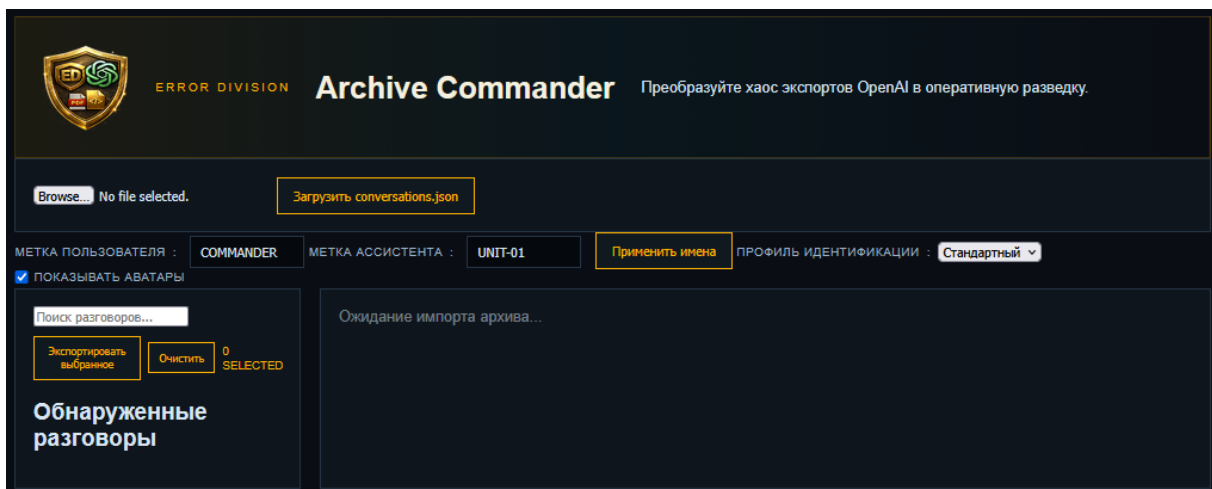 ED
PDF
</>
ERROR DIVISION
Archive Commander
Преобразуйте хаос экспортов OpenAI в оперативную разведку.
Browse... No file selected.
Загрузить conversations.json
МЕТКА ПОЛЬЗОВАТЕЛЯ : COMMANDER МЕТКА АССИСТЕНТА : UNIT-01 Применить имена ПРОФИЛЬ ИДЕНТИФИКАЦИИ : Стандартный
ПОКАЗЫВАТЬ АВАТАРЫ
Поиск разговоров...
Экспортировать
выбранное
Очистить
0
SELECTED
Обнаруженные
разговоры
Ожидание импорта архива...